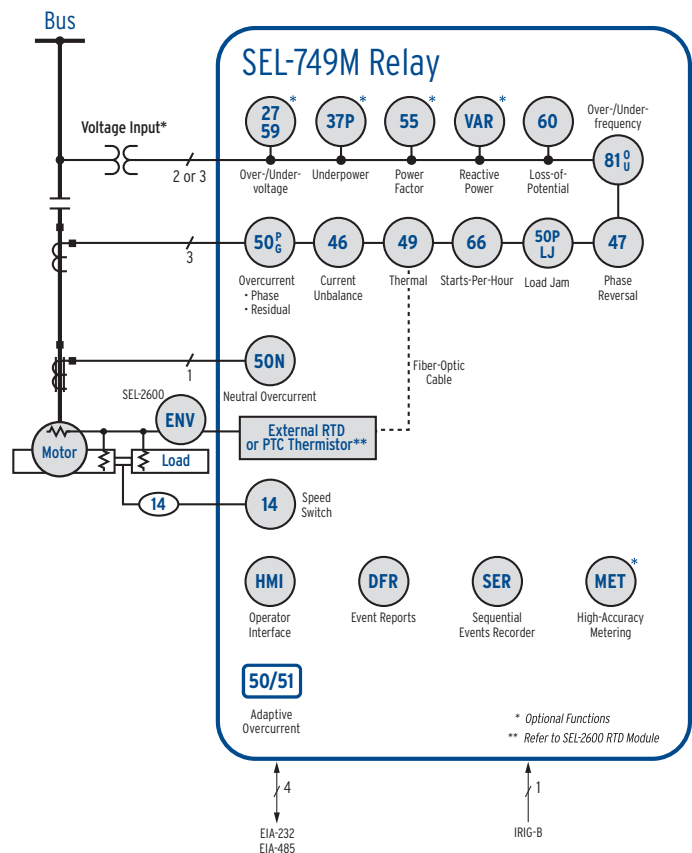 Bus
SEL-749M Relay
Voltage Input*
2 or 3
27
59
*
37P
*
55
*
VAR
*
60
Over-/Under-
frequency
81 O
U
Over-/Under-
voltage
Underpower
Power
Factor
Reactive
Power
Loss-of-
Potential
3
50 P
G
46
49
66
50P
LJ
47
Overcurrent
• Phase
• Residual
Current
Unbalance
Thermal
Starts-Per-Hour
Load Jam
Phase
Reversal
1
50N
Neutral Overcurrent
Fiber-Optic
Cable
SEL-2600
ENV
External RTD
or PTC Thermistor**
Motor
Load
14
14
Speed
Switch
HMI
DFR
SER
MET
*
Operator
Interface
Event Reports
Sequential
Events Recorder
High-Accuracy
Metering
50/51
Adaptive
Overcurrent
* Optional Functions
** Refer to SEL-2600 RTD Module
4
1
EIA-232
EIA-485
IRIG-B